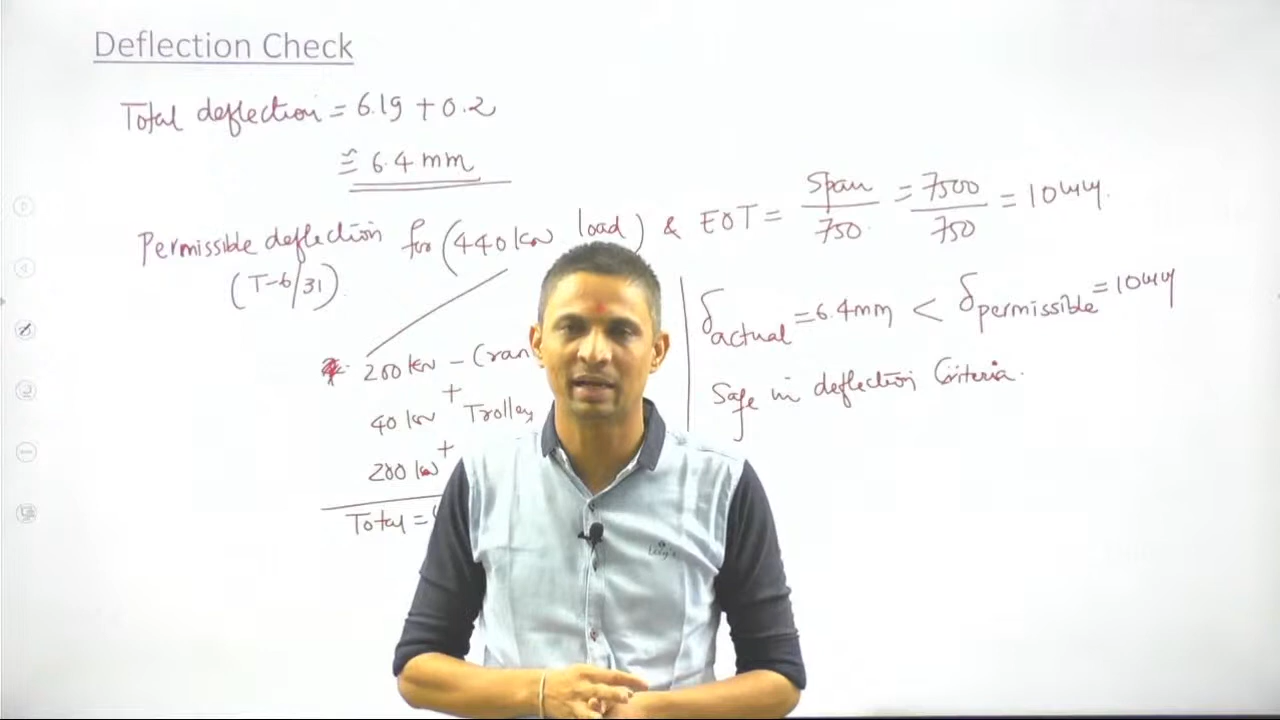 Deflection Check
Total deflection = 6.19 + 0.2
≅ 6.4 mm
Permissible deflection for (440 kN load) & EOT = Span/750 = 7500/750 = 10mm.
(T-6/31).
200 kN - Cran
+
40 kN Trolley
+
200 kN
Total =
δactual = 6.4mm < δpermissible = 10mm
Safe in deflection Criteria.